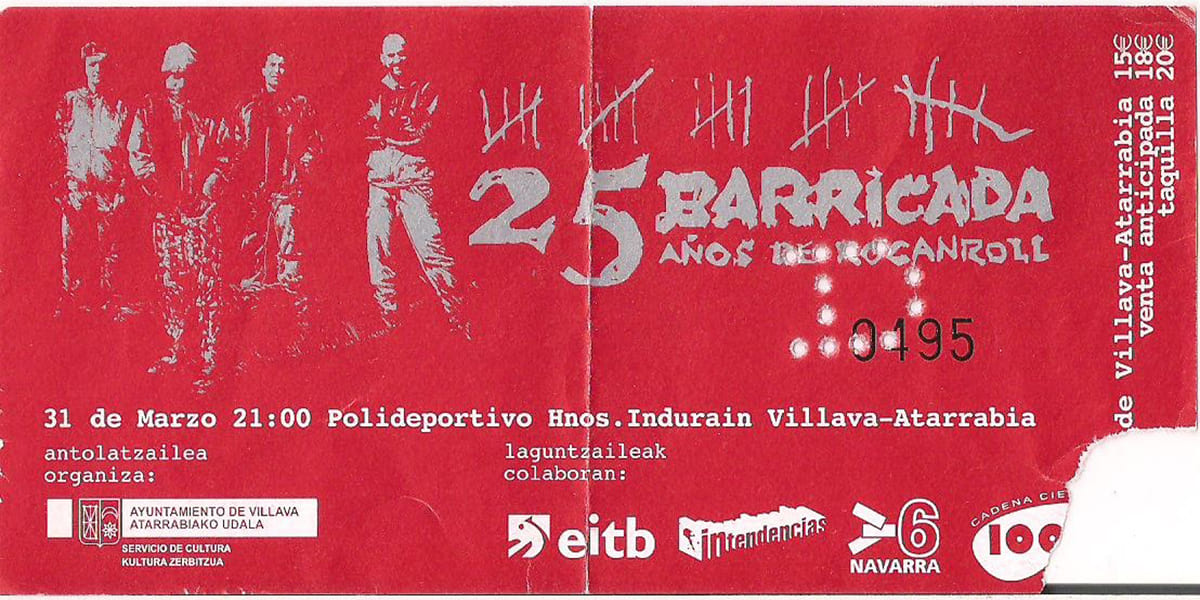 25 BARRICADA
AÑOS DE ROCANROLL
0495
31 de Marzo 21:00 Polideportivo Hnos.Indurain Villava-Atarrabia
antolatzailea
organiza:
laguntzaileak
colaboran:
AYUNTAMIENTO DE VILLAVA
ATARRABIAKO UDALA
SERVICIO DE CULTURA
KULTURA ZERBITZUA
eitb
intendencias
6
NAVARRA
CADENA CIE
100
de Villava-Atarrabia 15€
venta anticipada 18€
taquilla 20€